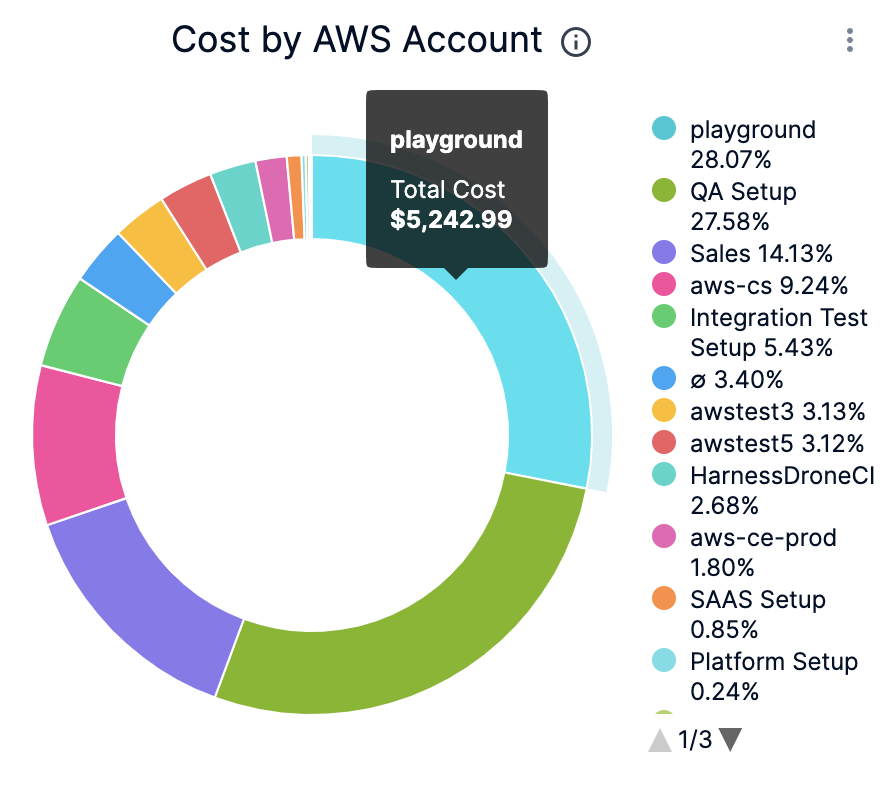 Cost by AWS Account
playground
Total Cost
$5,242.99
playground
28.07%
QA Setup
27.58%
Sales 14.13%
aws-cs 9.24%
Integration Test
Setup 5.43%
ø 3.40%
awstest3 3.13%
awstest5 3.12%
HarnessDroneCI
2.68%
aws-ce-prod
1.80%
SAAS Setup
0.85%
Platform Setup
0.24%
1/3